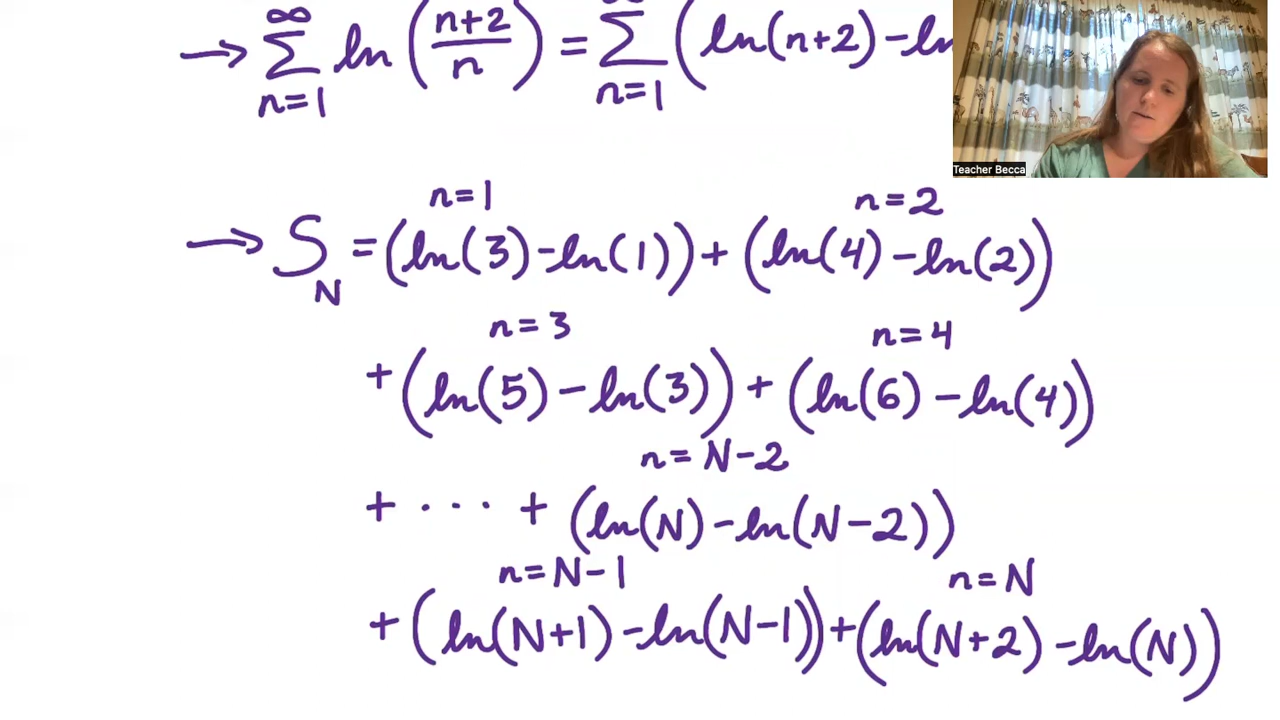 → ∞∑n=1 ln((n+2)/n) = ∑n=1 (ln(n+2)-ln
Teacher Becca
n=1 n=2
→ S_N = (ln(3)-ln(1)) + (ln(4)-ln(2))
n=3 n=4
+ (ln(5)-ln(3)) + (ln(6)-ln(4))
n=N-2
+ ... + (ln(N)-ln(N-2))
n=N-1 n=N
+ (ln(N+1)-ln(N-1)) + (ln(N+2)-ln(N))